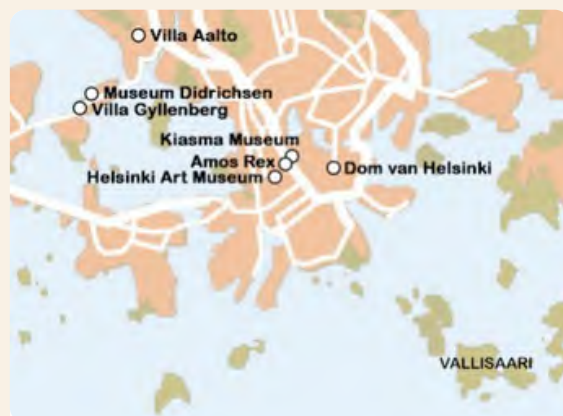 Villa Aalto
Museum Didrichsen
Villa Gyllenberg
Kiasma Museum
Amos Rex
Helsinki Art Museum
Dom van Helsinki
VALLISAARI